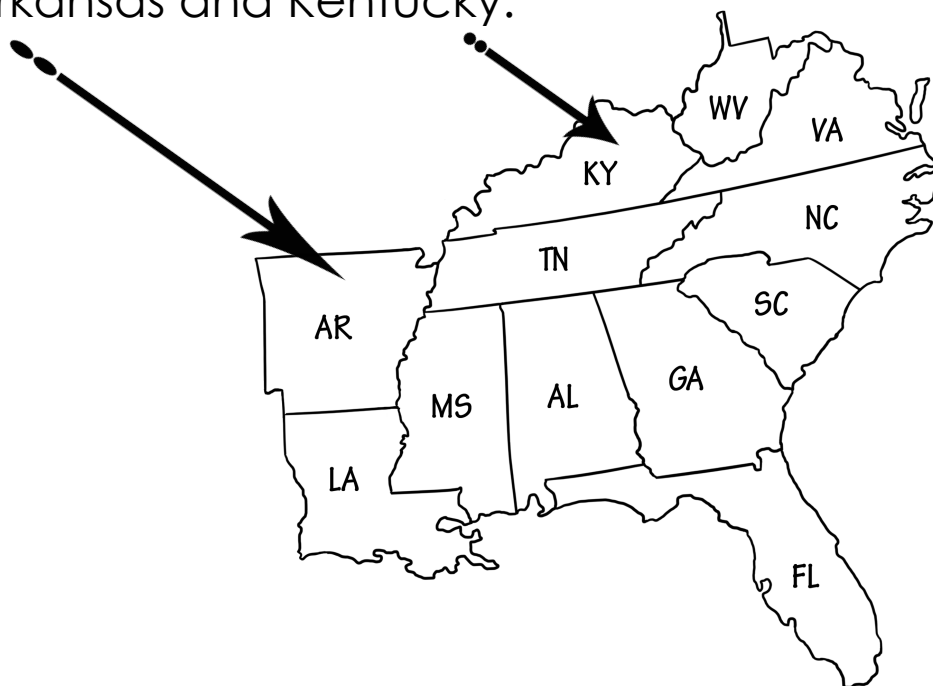 rkansas and Kentucky.
WV
VA
KY
NC
TN
SC
AR
GA
AL
MS
LA
FL